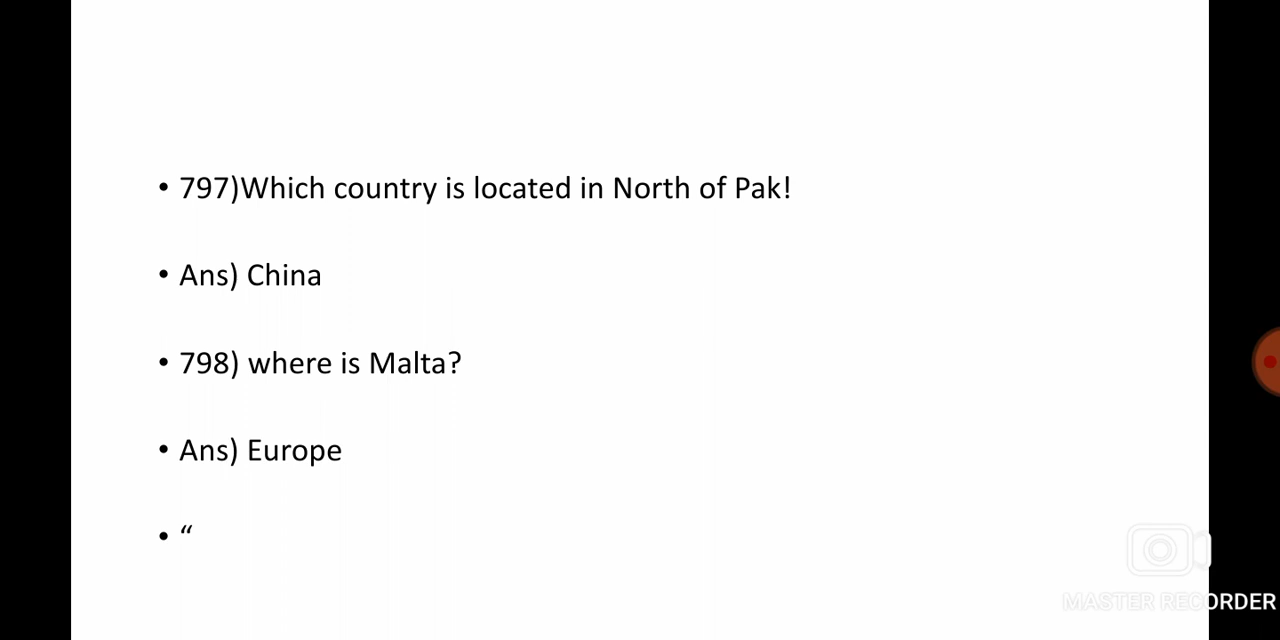 • 797)Which country is located in North of Pak!
• Ans) China
• 798) where is Malta?
• Ans) Europe
• “
MASTER RECORDER